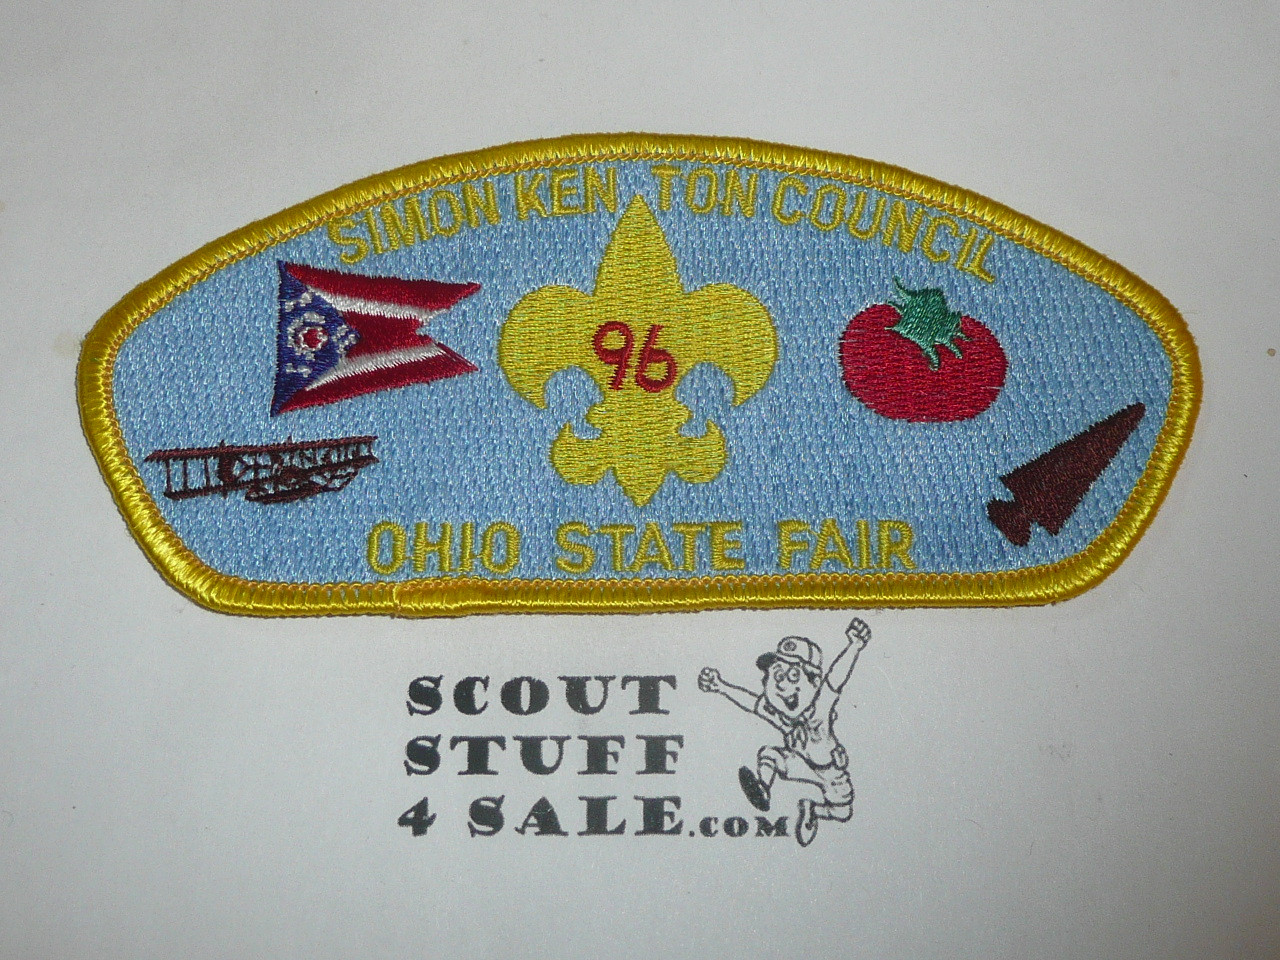 SIMON KEN TON COUNCIL
96
OHIO STATE FAIR
SCOUT
STUFF
4 SALE.COM